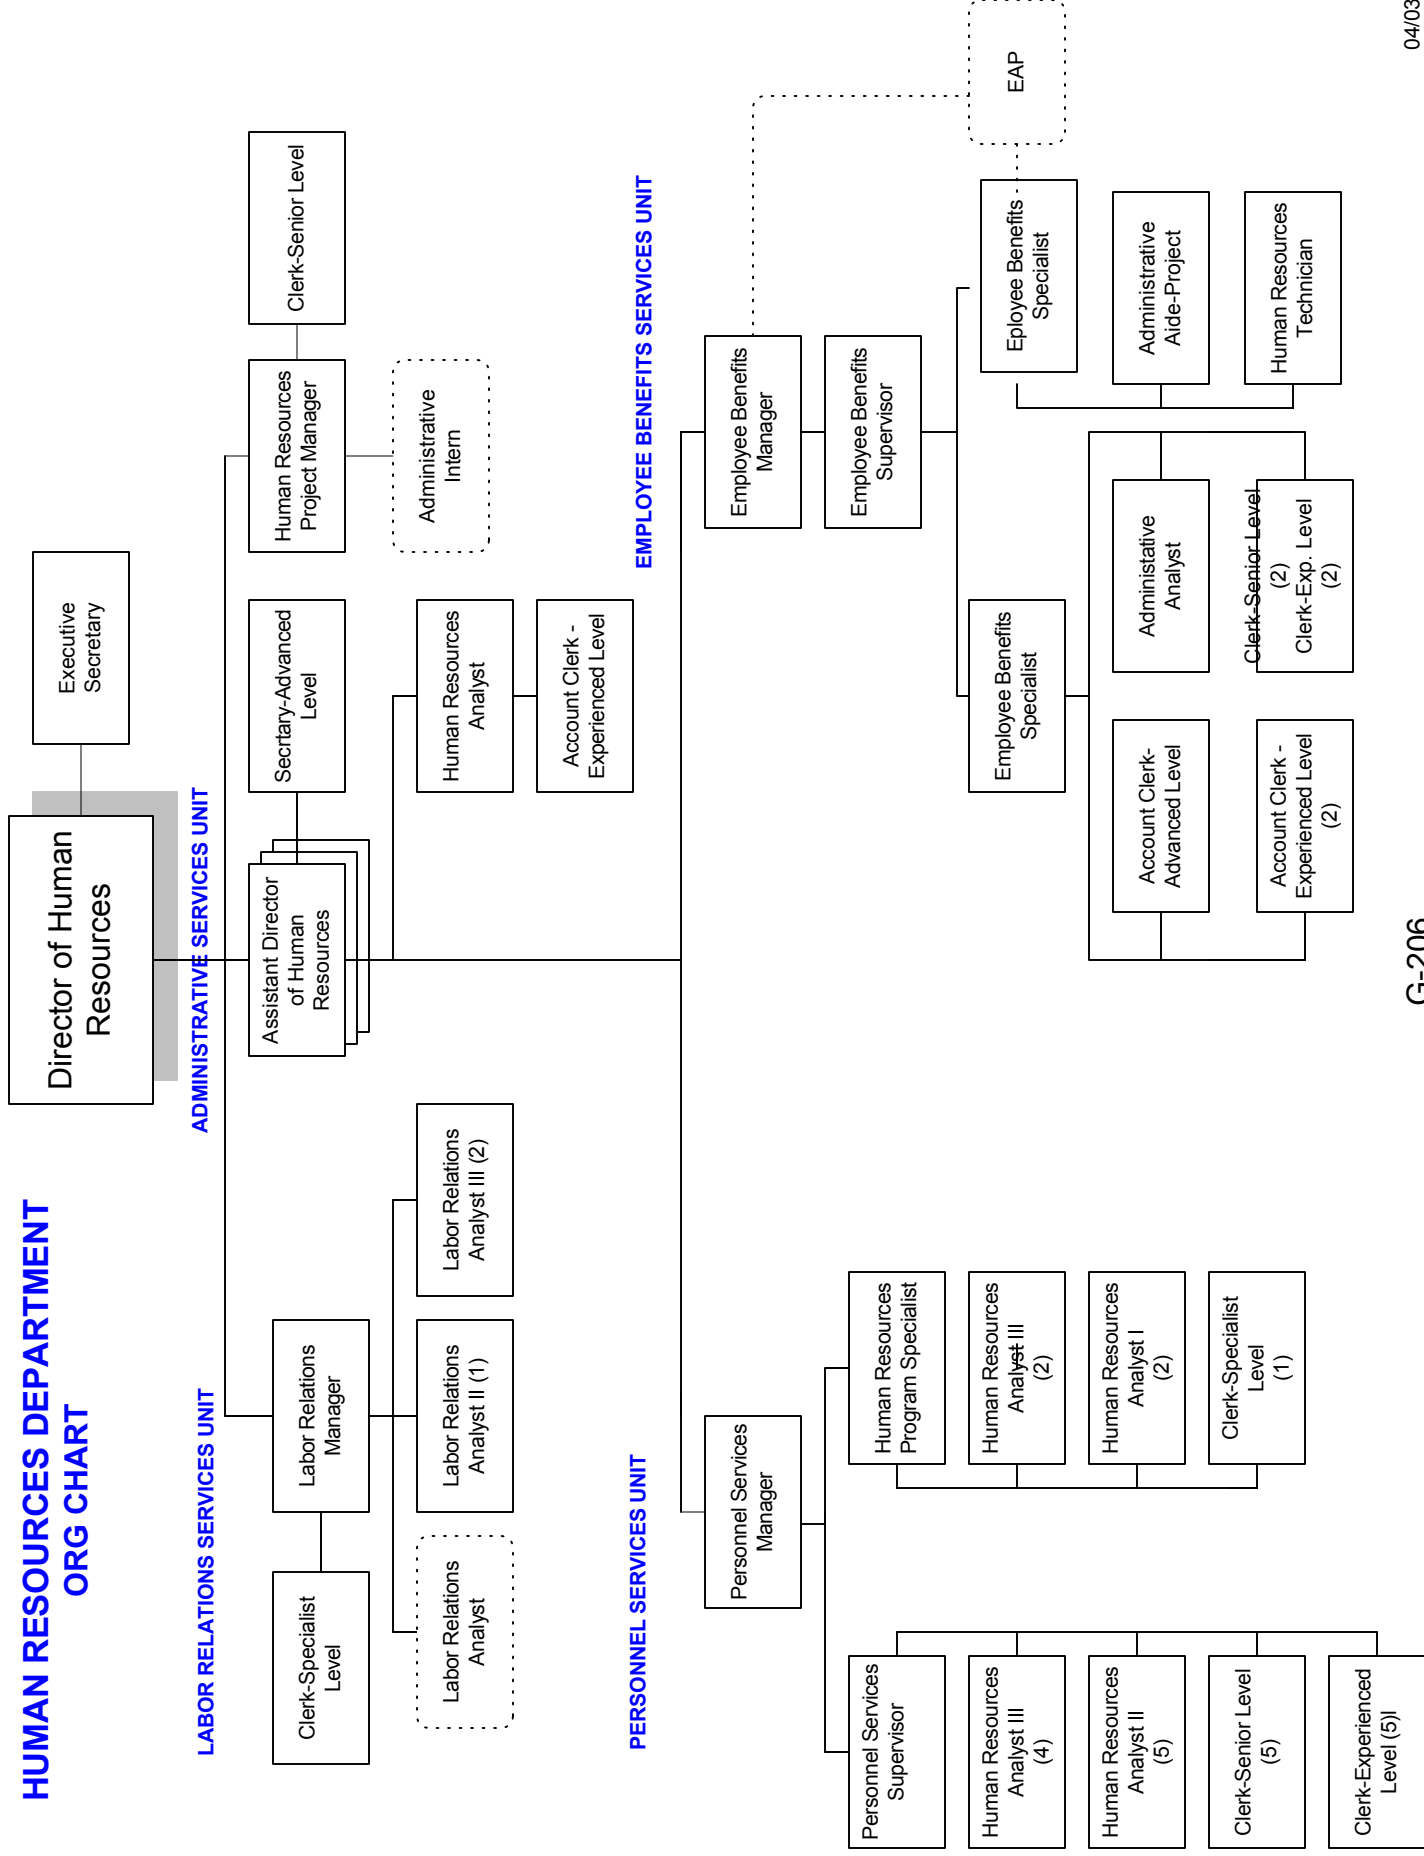 HUMAN RESOURCES DEPARTMENT
ORG CHART
Director of Human
Resources
Executive
Secretary
ADMINISTRATIVE SERVICES UNIT
LABOR RELATIONS SERVICES UNIT
Clerk-Specialist
Level
Labor Relations
Manager
Assistant Director
of Human
Resources
Secrtary-Advanced
Level
Human Resources
Project Manager
Clerk-Senior Level
Labor Relations
Analyst
Labor Relations
Analyst II (1)
Labor Relations
Analyst III (2)
Human Resources
Analyst
Administrative
Intern
Account Clerk -
Experienced Level
PERSONNEL SERVICES UNIT
EMPLOYEE BENEFITS SERVICES UNIT
Personnel Services
Manager
Employee Benefits
Manager
Employee Benefits
Supervisor
Personnel Services
Supervisor
Human Resources
Program Specialist
Human Resources
Analyst III
(4)
Human Resources
Analyst III
(2)
Human Resources
Analyst II
(5)
Human Resources
Analyst I
(2)
Clerk-Senior Level
(5)
Clerk-Specialist
Level
(1)
Clerk-Experienced
Level (5)l
Employee Benefits
Specialist
Eployee Benefits
Specialist
EAP
Account Clerk-
Advanced Level
Administative
Analyst
Administrative
Aide-Project
Account Clerk -
Experienced Level
(2)
Clerk-Senior Level
(2)
Clerk-Exp. Level
(2)
Human Resources
Technician
G-206
04/03